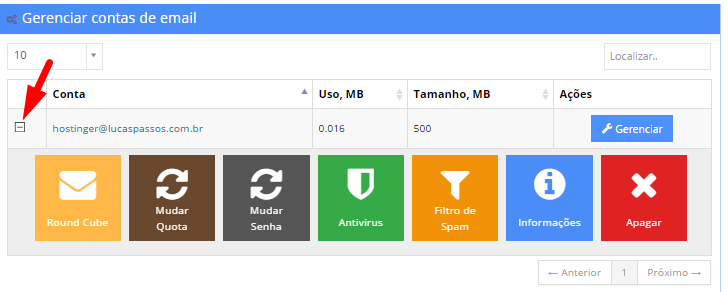 Gerenciar contas de email
10
Localizar..
Conta Uso, MB Tamanho, MB Ações
hostinger@lucaspassos.com.br 0.016 500 Gerenciar
Round Cube
Mudar
Quota
Mudar
Senha
Antivirus
Filtro de
Spam
Informações
Apagar
← Anterior 1 Próximo →